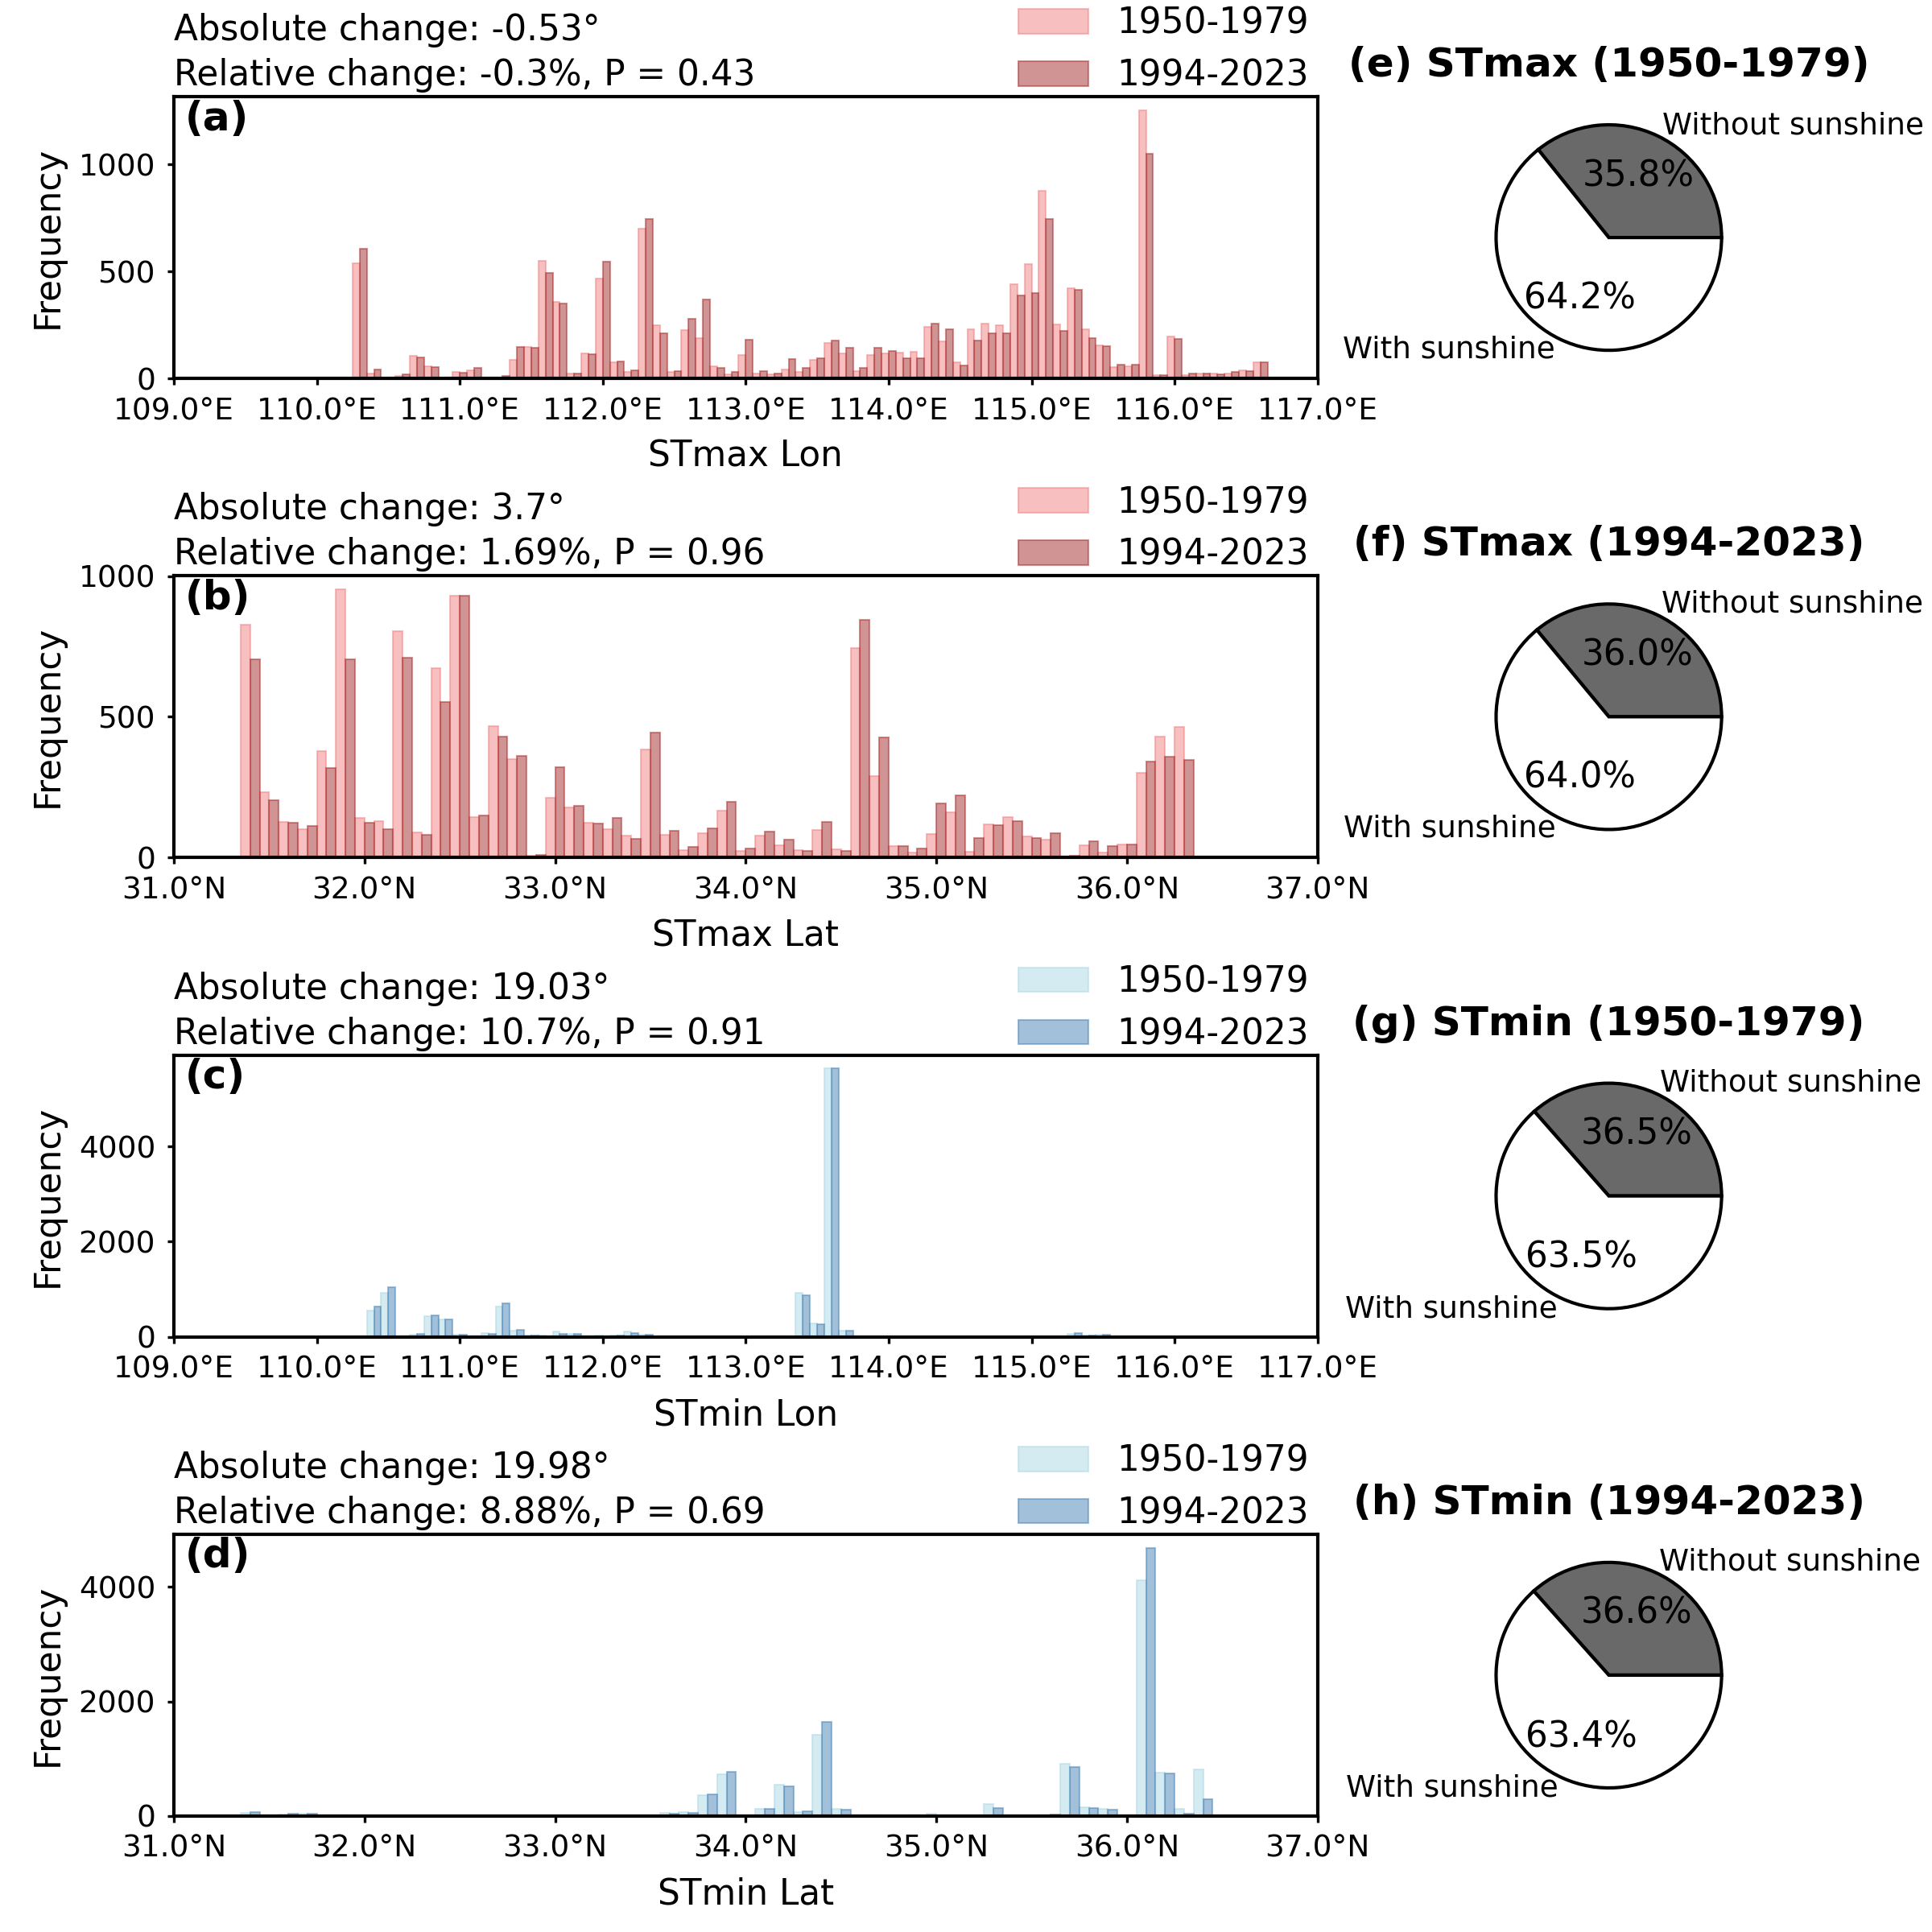 Absolute change: -0.53°
Relative change: -0.3%, P = 0.43
1950-1979
1994-2023
(a)
Frequency
1000
500
0
109.0°E 110.0°E 111.0°E 112.0°E 113.0°E 114.0°E 115.0°E 116.0°E 117.0°E
STmax Lon
(e) STmax (1950-1979)
Without sunshine
35.8%
64.2%
With sunshine
Absolute change: 3.7°
Relative change: 1.69%, P = 0.96
1950-1979
1994-2023
(b)
Frequency
1000
500
0
31.0°N 32.0°N 33.0°N 34.0°N 35.0°N 36.0°N 37.0°N
STmax Lat
(f) STmax (1994-2023)
Without sunshine
36.0%
64.0%
With sunshine
Absolute change: 19.03°
Relative change: 10.7%, P = 0.91
1950-1979
1994-2023
(c)
Frequency
4000
2000
0
109.0°E 110.0°E 111.0°E 112.0°E 113.0°E 114.0°E 115.0°E 116.0°E 117.0°E
STmin Lon
(g) STmin (1950-1979)
Without sunshine
36.5%
63.5%
With sunshine
Absolute change: 19.98°
Relative change: 8.88%, P = 0.69
1950-1979
1994-2023
(d)
Frequency
4000
2000
0
31.0°N 32.0°N 33.0°N 34.0°N 35.0°N 36.0°N 37.0°N
STmin Lat
(h) STmin (1994-2023)
Without sunshine
36.6%
63.4%
With sunshine